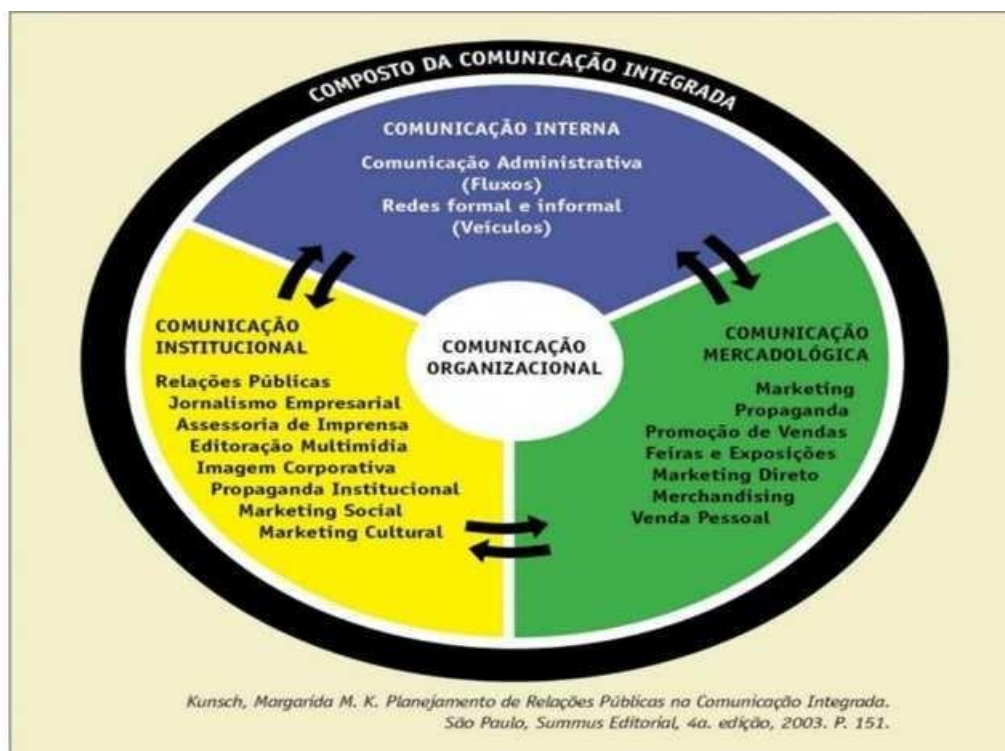 COMPOSTO DA COMUNICAÇÃO INTEGRADA
COMUNICAÇÃO INTERNA
Comunicação Administrativa
(Fluxos)
Redes formal e informal
(Veículos)
COMUNICAÇÃO
ORGANIZACIONAL
COMUNICAÇÃO
INSTITUCIONAL
Relações Públicas
Jornalismo Empresarial
Assessoria de Imprensa
Editoração Multimidia
Imagem Corporativa
Propaganda Institucional
Marketing Social
Marketing Cultural
COMUNICAÇÃO
MERCADOLÓGICA
Marketing
Propaganda
Promoção de Vendas
Feiras e Exposições
Marketing Direto
Merchandising
Venda Pessoal
Kunsch, Margarida M. K. Planejamento de Relações Públicas na Comunicação Integrada.
São Paulo, Summus Editorial, 4a. edição, 2003. P. 151.